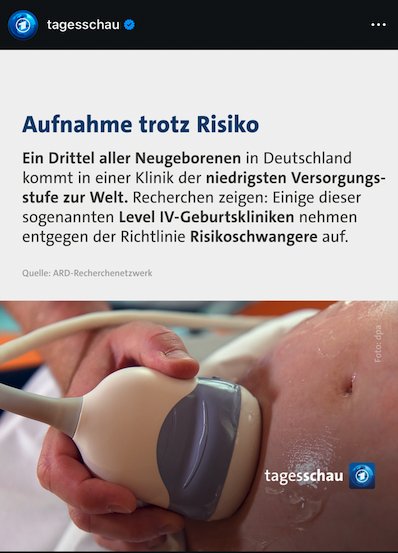 tagesschau
Aufnahme trotz Risiko
Ein Drittel aller Neugeborenen in Deutschland
kommt in einer Klinik der niedrigsten Versorgungs-
stufe zur Welt. Recherchen zeigen: Einige dieser
sogenannten Level IV-Geburtskliniken nehmen
entgegen der Richtlinie Risikoschwangere auf.
Quelle: ARD-Recherchenetzwerk
Foto: dpa
tagesschau